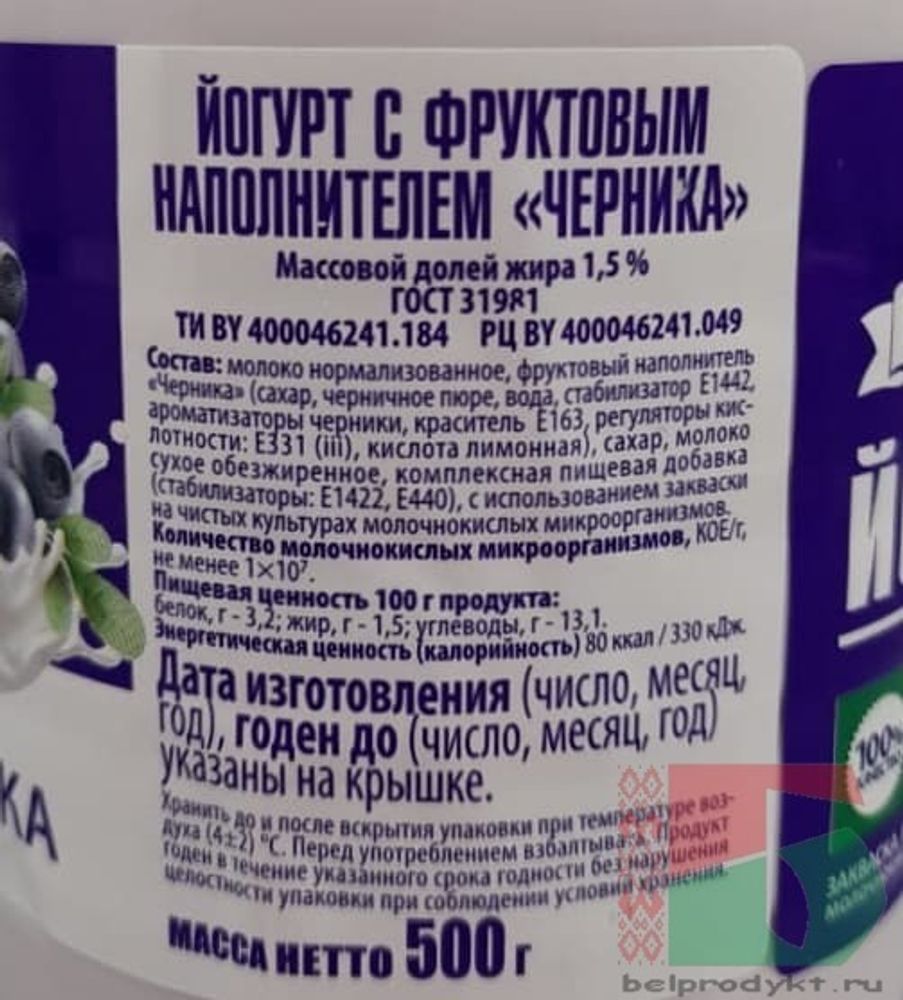 ЙОГУРТ С ФРУКТОВЫМ
НАПОЛНИТЕЛЕМ «ЧЕРНИКА»
Массовой долей жира 1,5 %
ГОСТ 31981
ТИ BY 400046241.184 РЦ BY 400046241.049
Состав: молоко нормализованное, фруктовый наполнитель
«Черника» (сахар, черничное пюре, вода, стабилизатор Е1442,
ароматизаторы черники, краситель Е163, регуляторы кис-
лотности: Е331 (iii), кислота лимонная), сахар, молоко
сухое обезжиренное, комплексная пищевая добавка
(стабилизаторы: Е1422, Е440), с использованием закваски
на чистых культурах молочнокислых микроорганизмов.
Количество молочнокислых микроорганизмов, КОЕ/г,
не менее 1×10⁷.
Пищевая ценность 100 г продукта:
белок, г - 3,2; жир, г - 1,5; углеводы, г - 13,1.
Энергетическая ценность (калорийность) 80 ккал / 330 кДж.
Дата изготовления (число, месяц,
год), годен до (число, месяц, год)
указаны на крышке.
Хранить до и после вскрытия упаковки при температуре воз-
духа (4±2) °С. Перед употреблением взбалтывать. Продукт
годен в течение указанного срока годности без нарушения
целостности упаковки при соблюдении условий хранения.
МАССА НЕТТО 500 г
КА
Й
100%
ЗАКВАСКА
belprodykt.ru